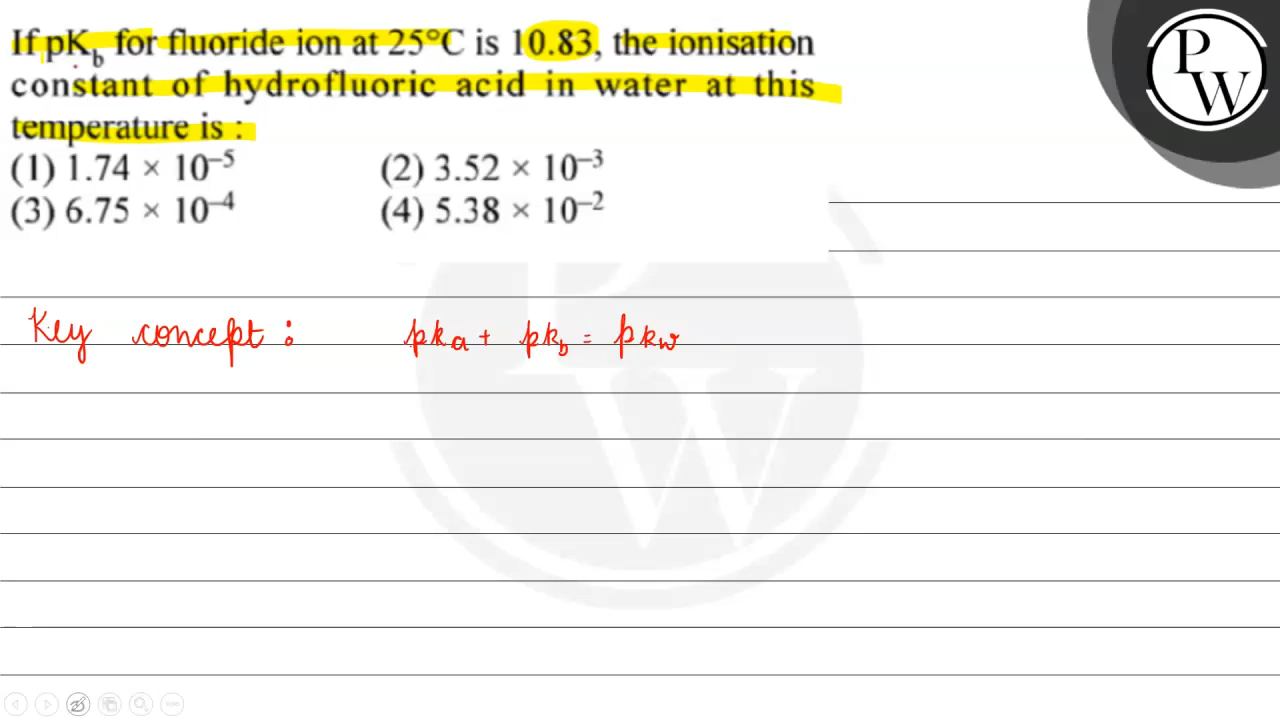 If pKb for fluoride ion at 25°C is 10.83, the ionisation
constant of hydrofluoric acid in water at this
temperature is :
(1) 1.74 × 10⁻⁵ (2) 3.52 × 10⁻³
(3) 6.75 × 10⁻⁴ (4) 5.38 × 10⁻²
Key concept : pka + pkb = pkw
P
W